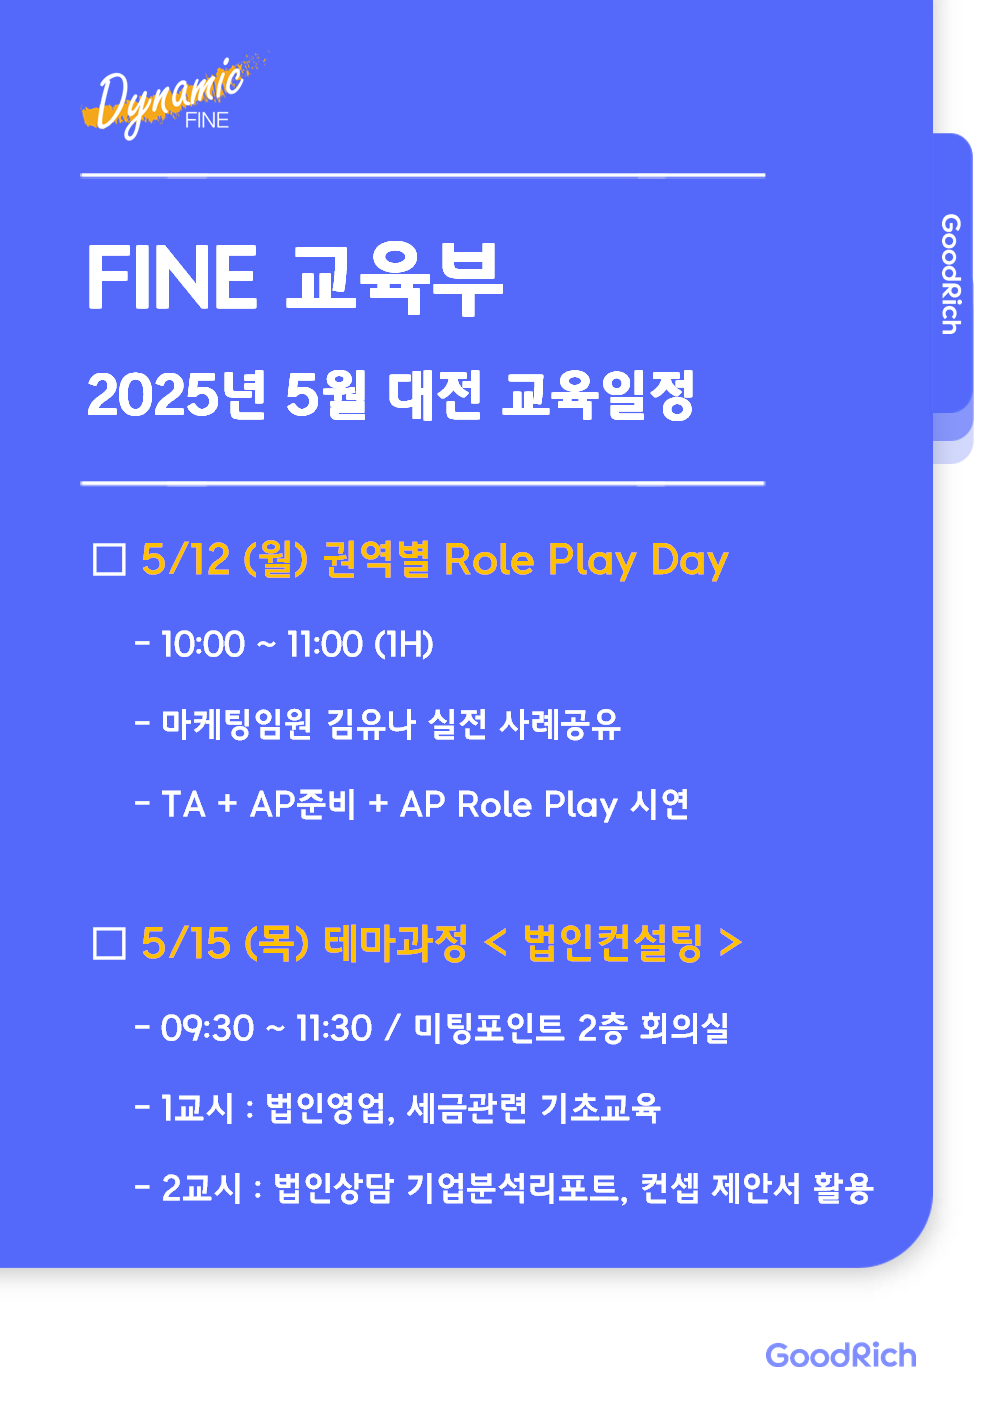 Dynamic
FINE
GoodRich
FINE 교육부
2025년 5월 대전 교육일정
□ 5/12 (월) 권역별 Role Play Day
- 10:00 ~ 11:00 (1H)
- 마케팅임원 김유나 실전 사례공유
- TA + AP준비 + AP Role Play 시연
□ 5/15 (목) 테마과정 < 법인컨설팅 >
- 09:30 ~ 11:30 / 미팅포인트 2층 회의실
- 1교시 : 법인영업, 세금관련 기초교육
- 2교시 : 법인상담 기업분석리포트, 컨셉 제안서 활용
GoodRich